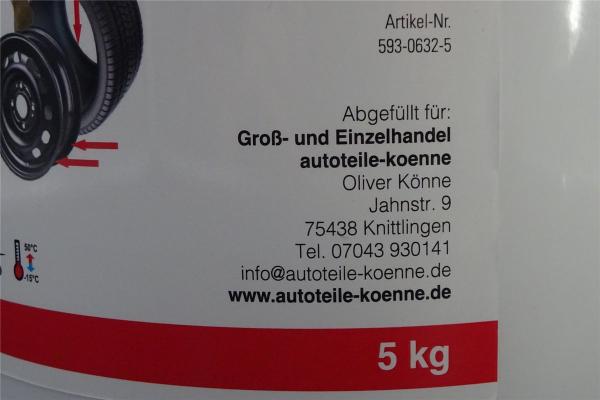 Artikel-Nr.
593-0632-5
Abgefüllt für:
Groß- und Einzelhandel
autoteile-koenne
Oliver Könne
Jahnstr. 9
75438 Knittlingen
Tel. 07043 930141
info@autoteile-koenne.de
www.autoteile-koenne.de
50°C
-15°C
5 kg